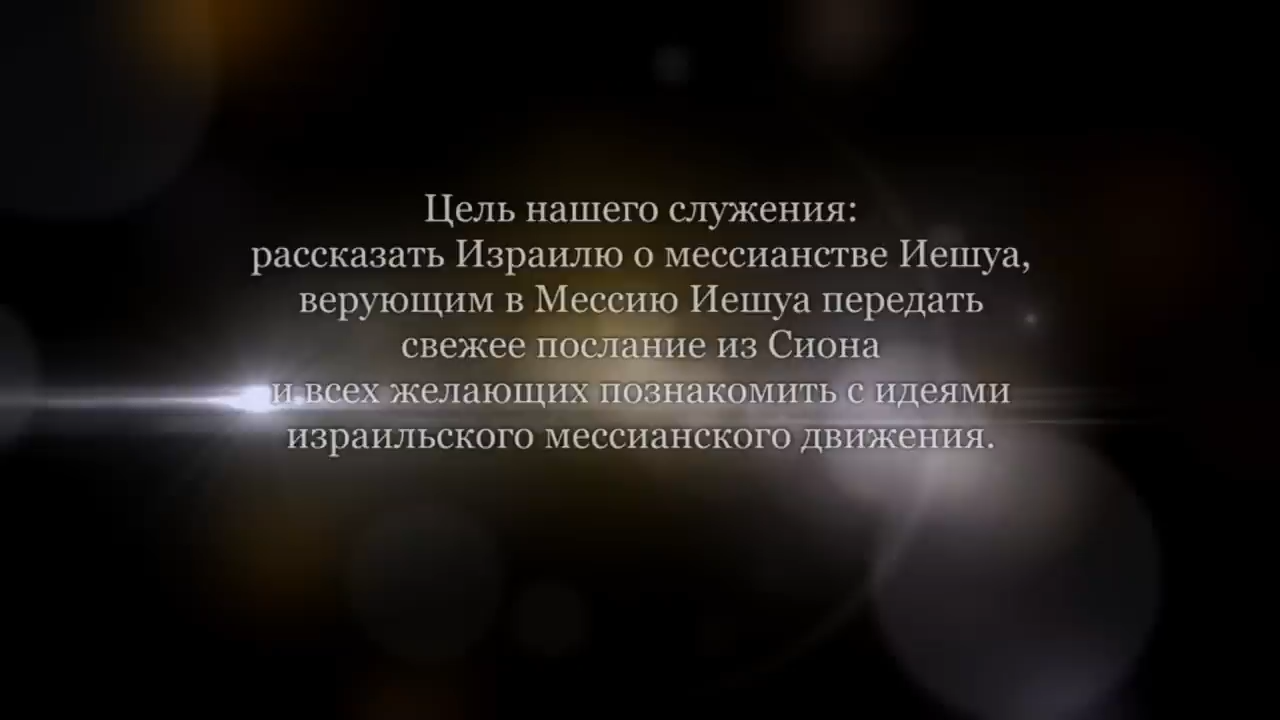 Цель нашего служения:
рассказать Израилю о мессианстве Иешуа,
верующим в Мессию Иешуа передать
свежее послание из Сиона
и всех желающих познакомить с идеями
израильского мессианского движения.